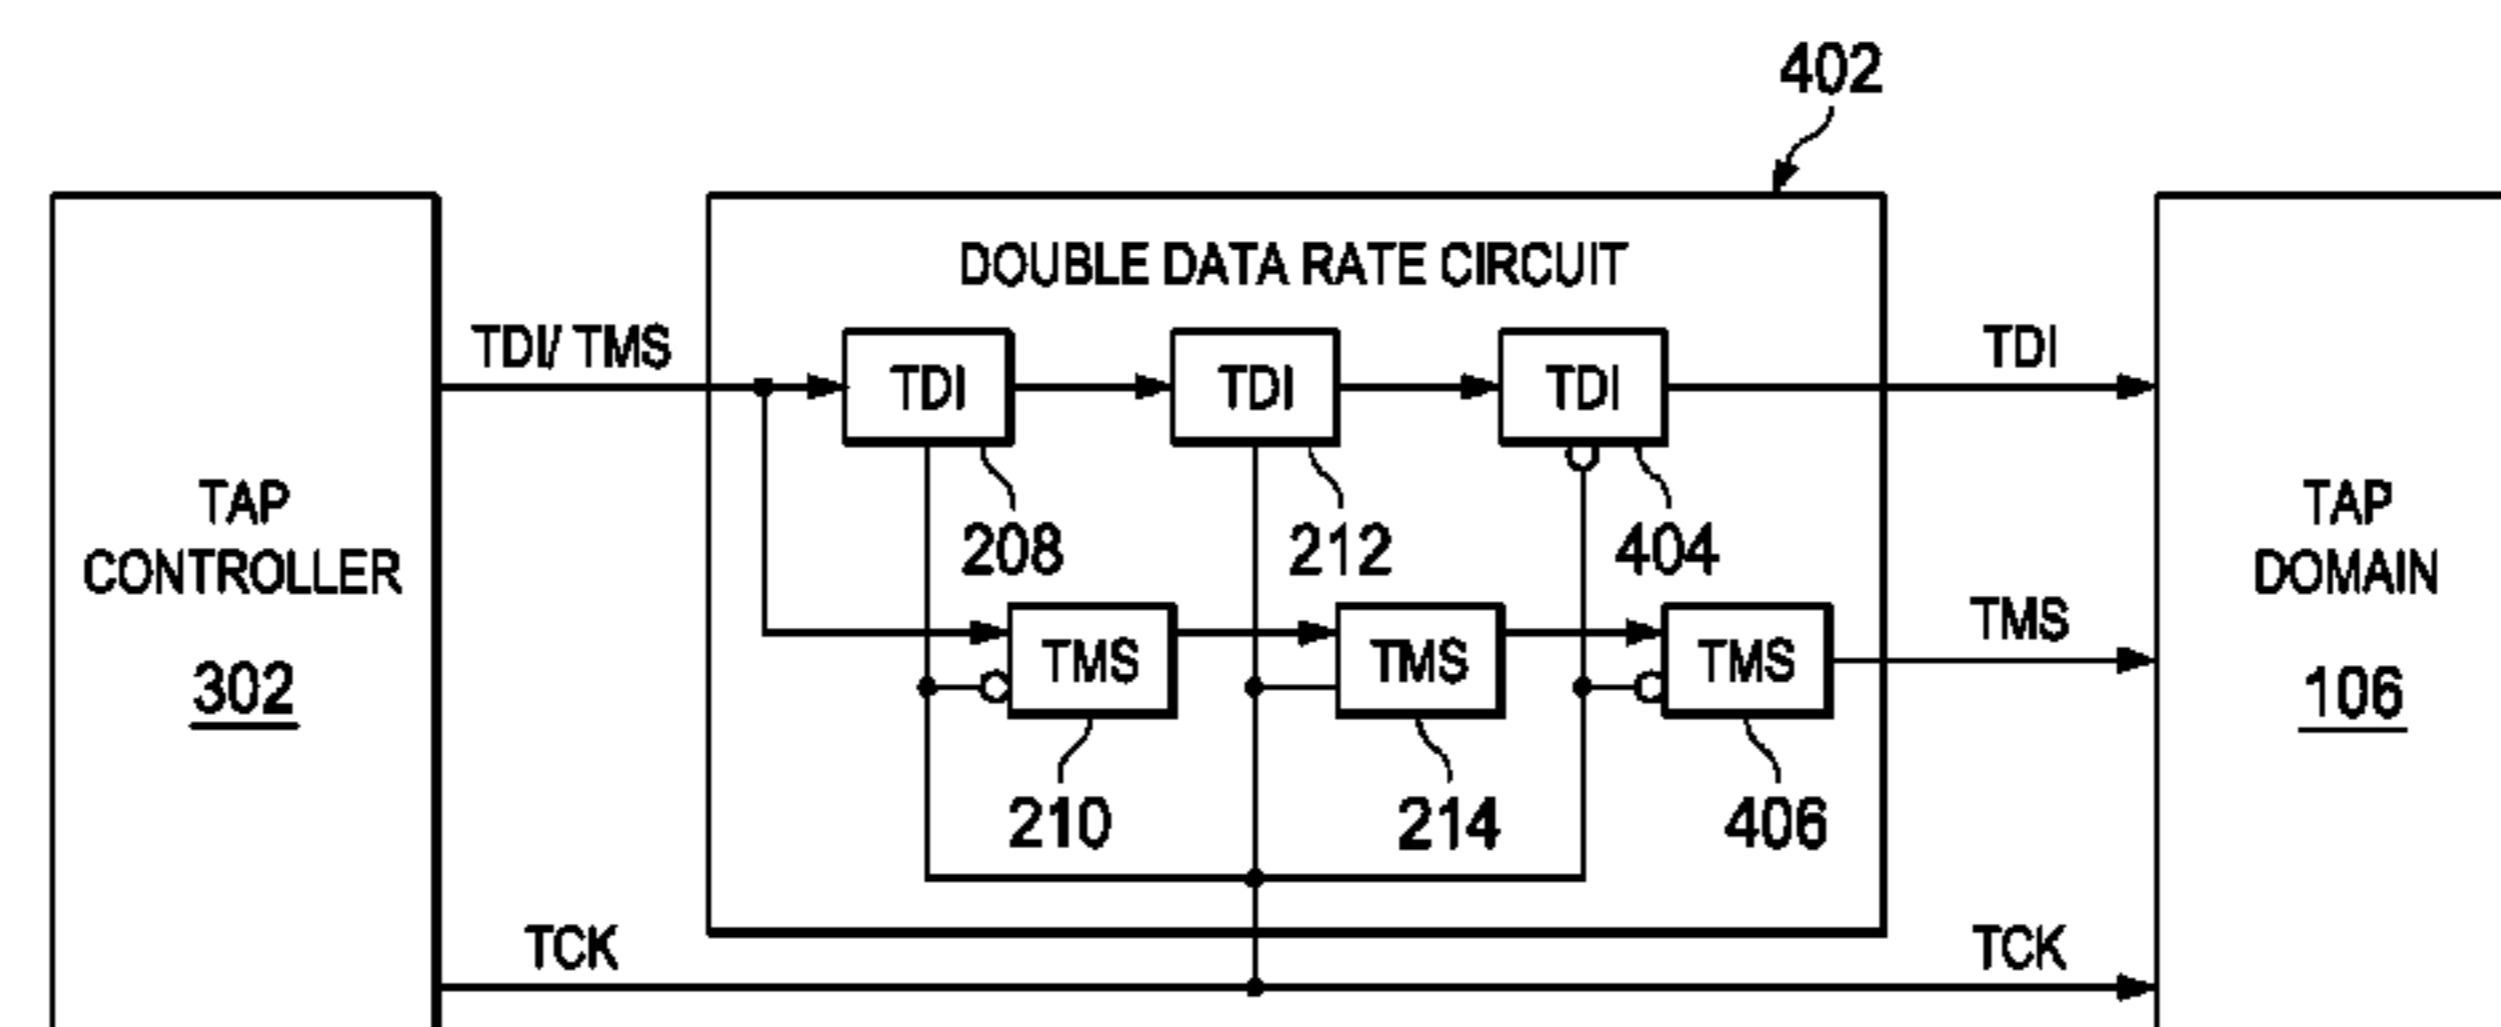 402
DOUBLE DATA RATE CIRCUIT
TDI/ TMS
TDI
TDI
TDI
TDI
TAP
CONTROLLER
302
208
212
404
TAP
DOMAIN
106
TMS
TMS
TMS
TMS
210
214
406
TCK
TCK